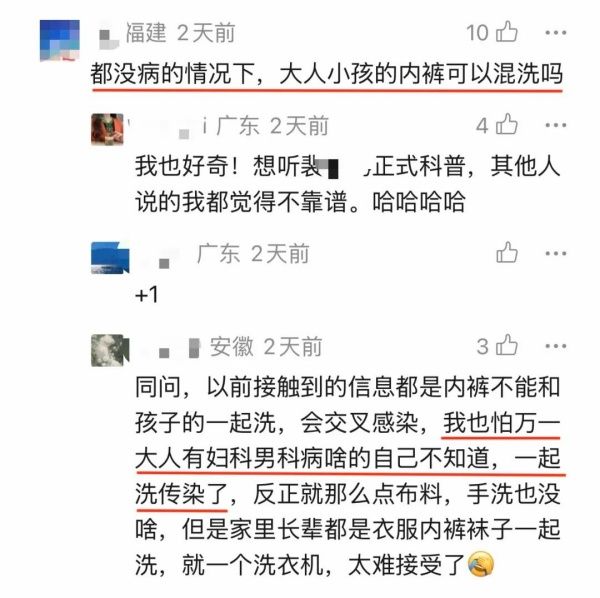 福建 2天前
10
都没病的情况下，大人小孩的内裤可以混洗吗
i 广东 2天前
4
我也好奇！想听裴 正式科普，其他人
说的我都觉得不靠谱。哈哈哈哈
广东 2天前
+1
安徽 2天前
3
同问，以前接触到的信息都是内裤不能和
孩子的一起洗，会交叉感染，我也怕万一
大人有妇科男科病啥的自己不知道，一起
洗传染了，反正就那么点布料，手洗也没
啥，但是家里长辈都是衣服内裤袜子一起
洗，就一个洗衣机，太难接受了